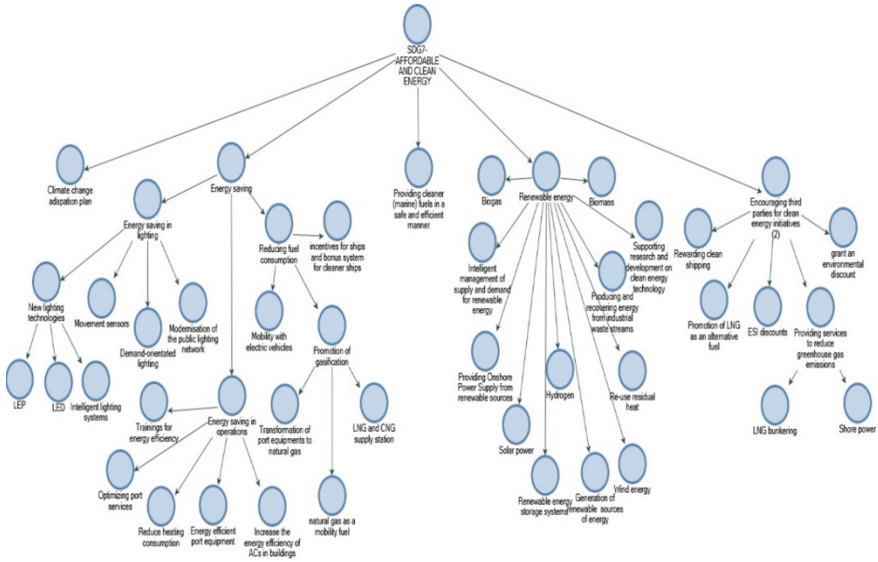 SDG7-
AFFORDABLE
AND CLEAN
ENERGY
Climate change
adapation plan
Energy saving
Providing cleaner
(marine) fuels in a
safe and efficient
manner
Biogas
Renewable energy
Biomass
Encouraging third
parties for clean
energy initiatives
(2)
Energy saving in
lighting
Reducing fuel
consumption
incentives for ships
and bonus system
for cleaner ships
Intelligent
management of
supply and demand
for renewable
energy
Supporting
research and
development on
clean energy
technology
Rewarding clean
shipping
grant an
environmental
discount
New lighting
technologies
Movement sensors
Demand-orientated
lighting
Modernisation of
the public lighting
network
Mobility with
electric vehicles
Promotion of
gasification
Producing and
recovering energy
from industrial
waste streams
Promotion of LNG
as an alternative
fuel
ESI discounts
Providing services
to reduce
greenhouse gas
emissions
LEP
LED
Intelligent lighting
systems
Trainings for
energy efficiency
Energy saving in
operations
Transformation of
port equipments to
natural gas
LNG and CNG
supply station
Providing Onshore
Power Supply from
renewable sources
Hydrogen
Re-use residual
heat
LNG bunkering
Shore power
Solar power
Optimizing port
services
Reduce heating
consumption
Energy efficient
port equipment
Increase the
energy efficiency of
ACs in buildings
natural gas as a
mobility fuel
Renewable energy
storage systems
Generation of
renewable sources
of energy
Wind energy